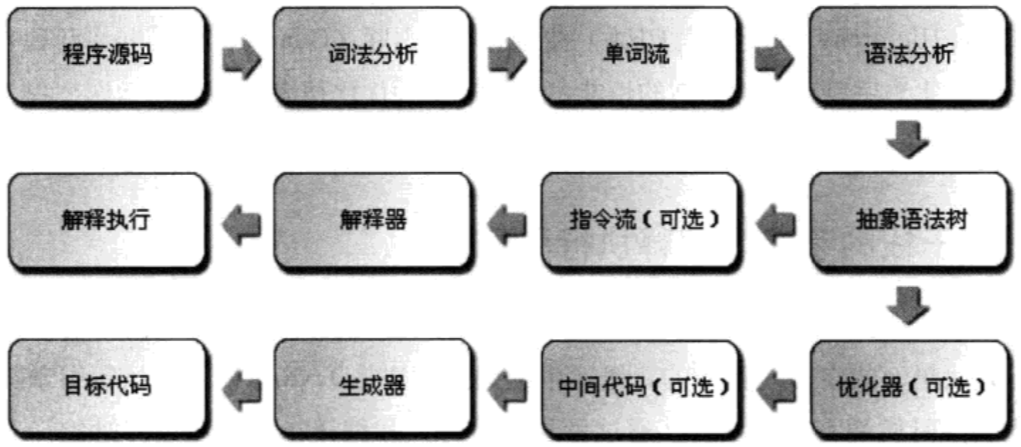 程序源码
词法分析
单词流
语法分析
解释执行
解释器
指令流（可选）
抽象语法树
目标代码
生成器
中间代码（可选）
优化器（可选）